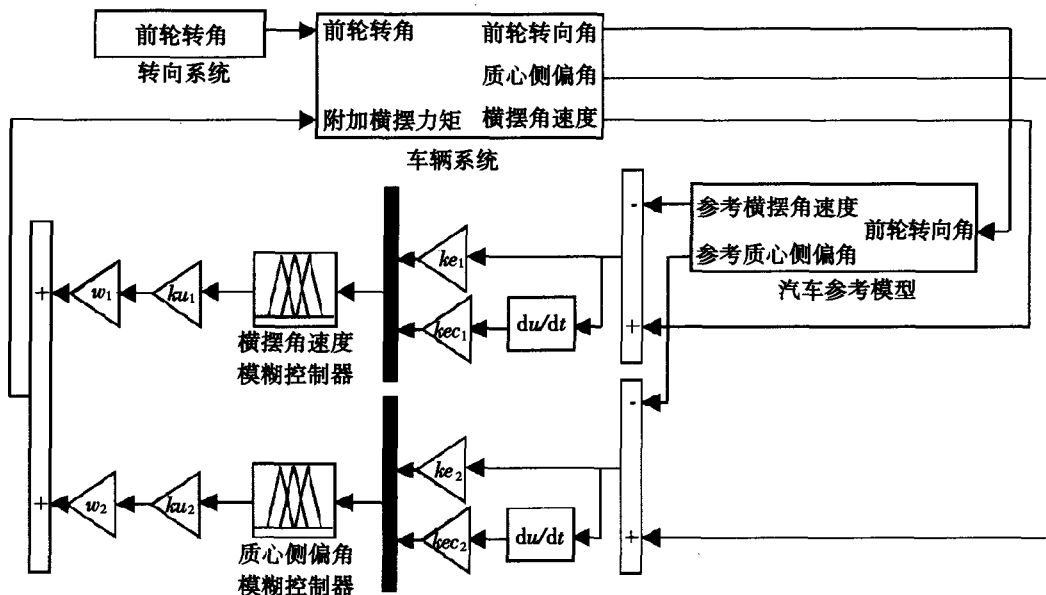 前轮转角
转向系统
前轮转角
前轮转向角
质心侧偏角
附加横摆力矩
横摆角速度
车辆系统
-
参考横摆角速度
前轮转向角
参考质心侧偏角
汽车参考模型
+
ke₁
kec₁
du/dt
+
w₁
ku₁
横摆角速度
模糊控制器
-
ke₂
kec₂
du/dt
+
+
w₂
ku₂
质心侧偏角
模糊控制器